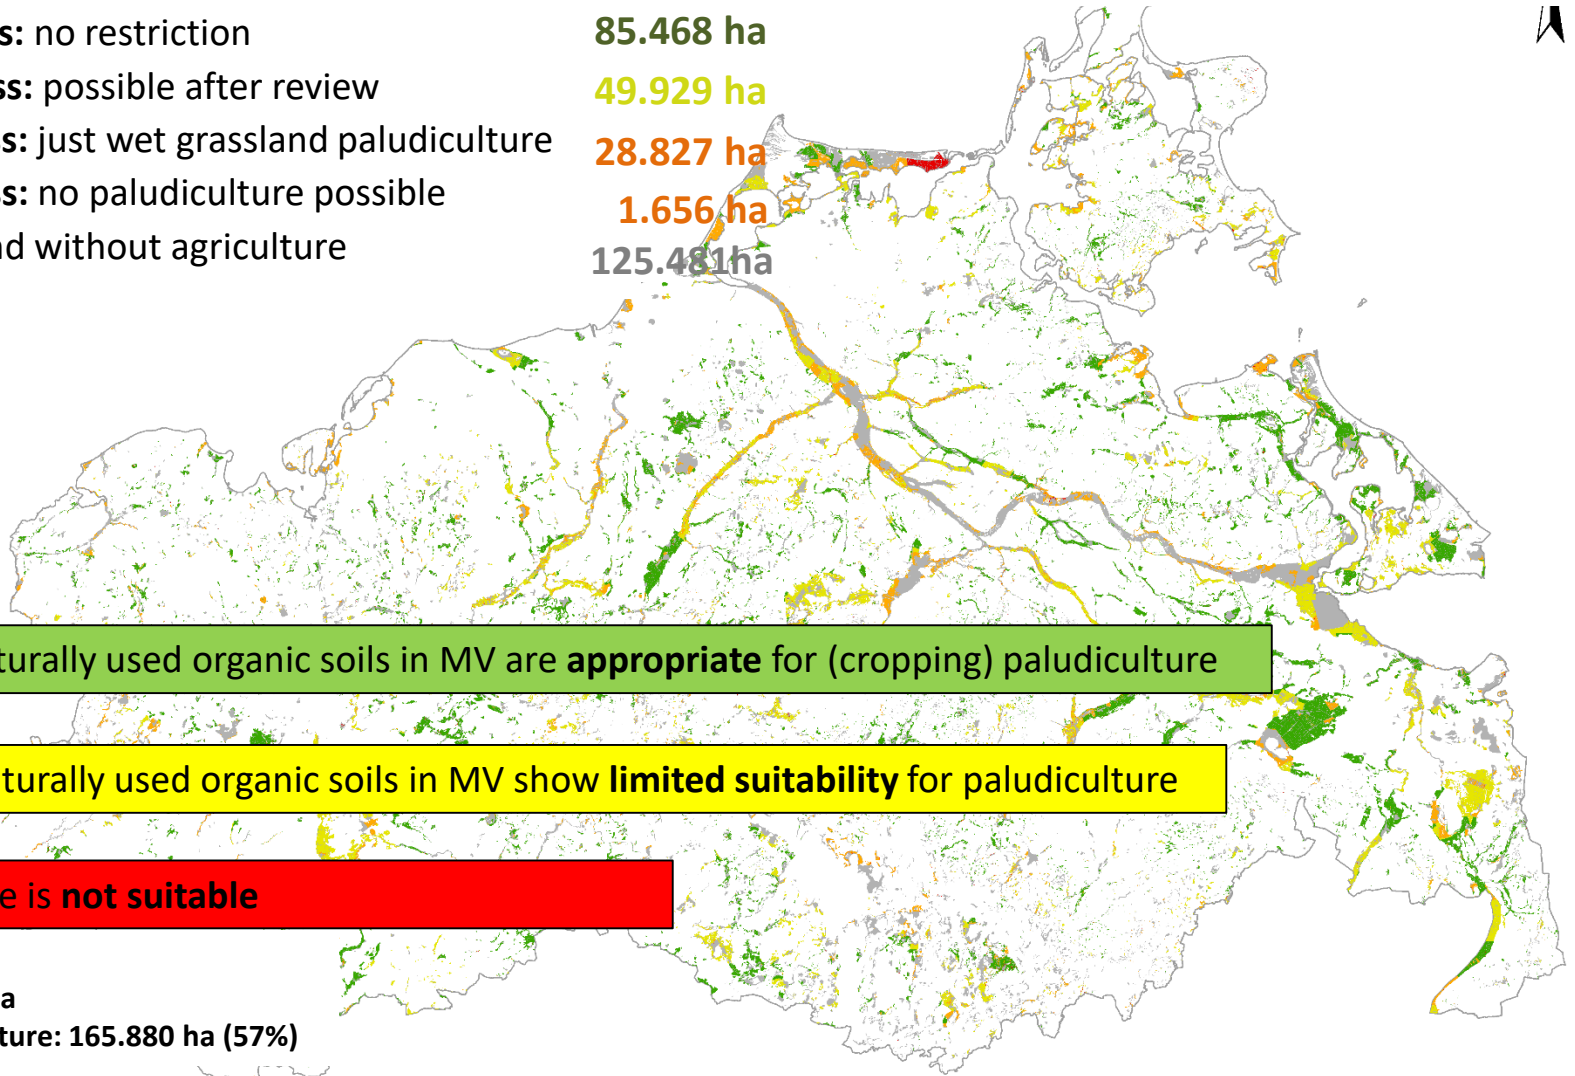 s: no restriction 85.468 ha
ss: possible after review 49.929 ha
ss: just wet grassland paludiculture 28.827 ha
ss: no paludiculture possible 1.656 ha
nd without agriculture 125.481ha
turally used organic soils in MV are appropriate for (cropping) paludiculture
turally used organic soils in MV show limited suitability for paludiculture
e is not suitable
a
ture: 165.880 ha (57%)